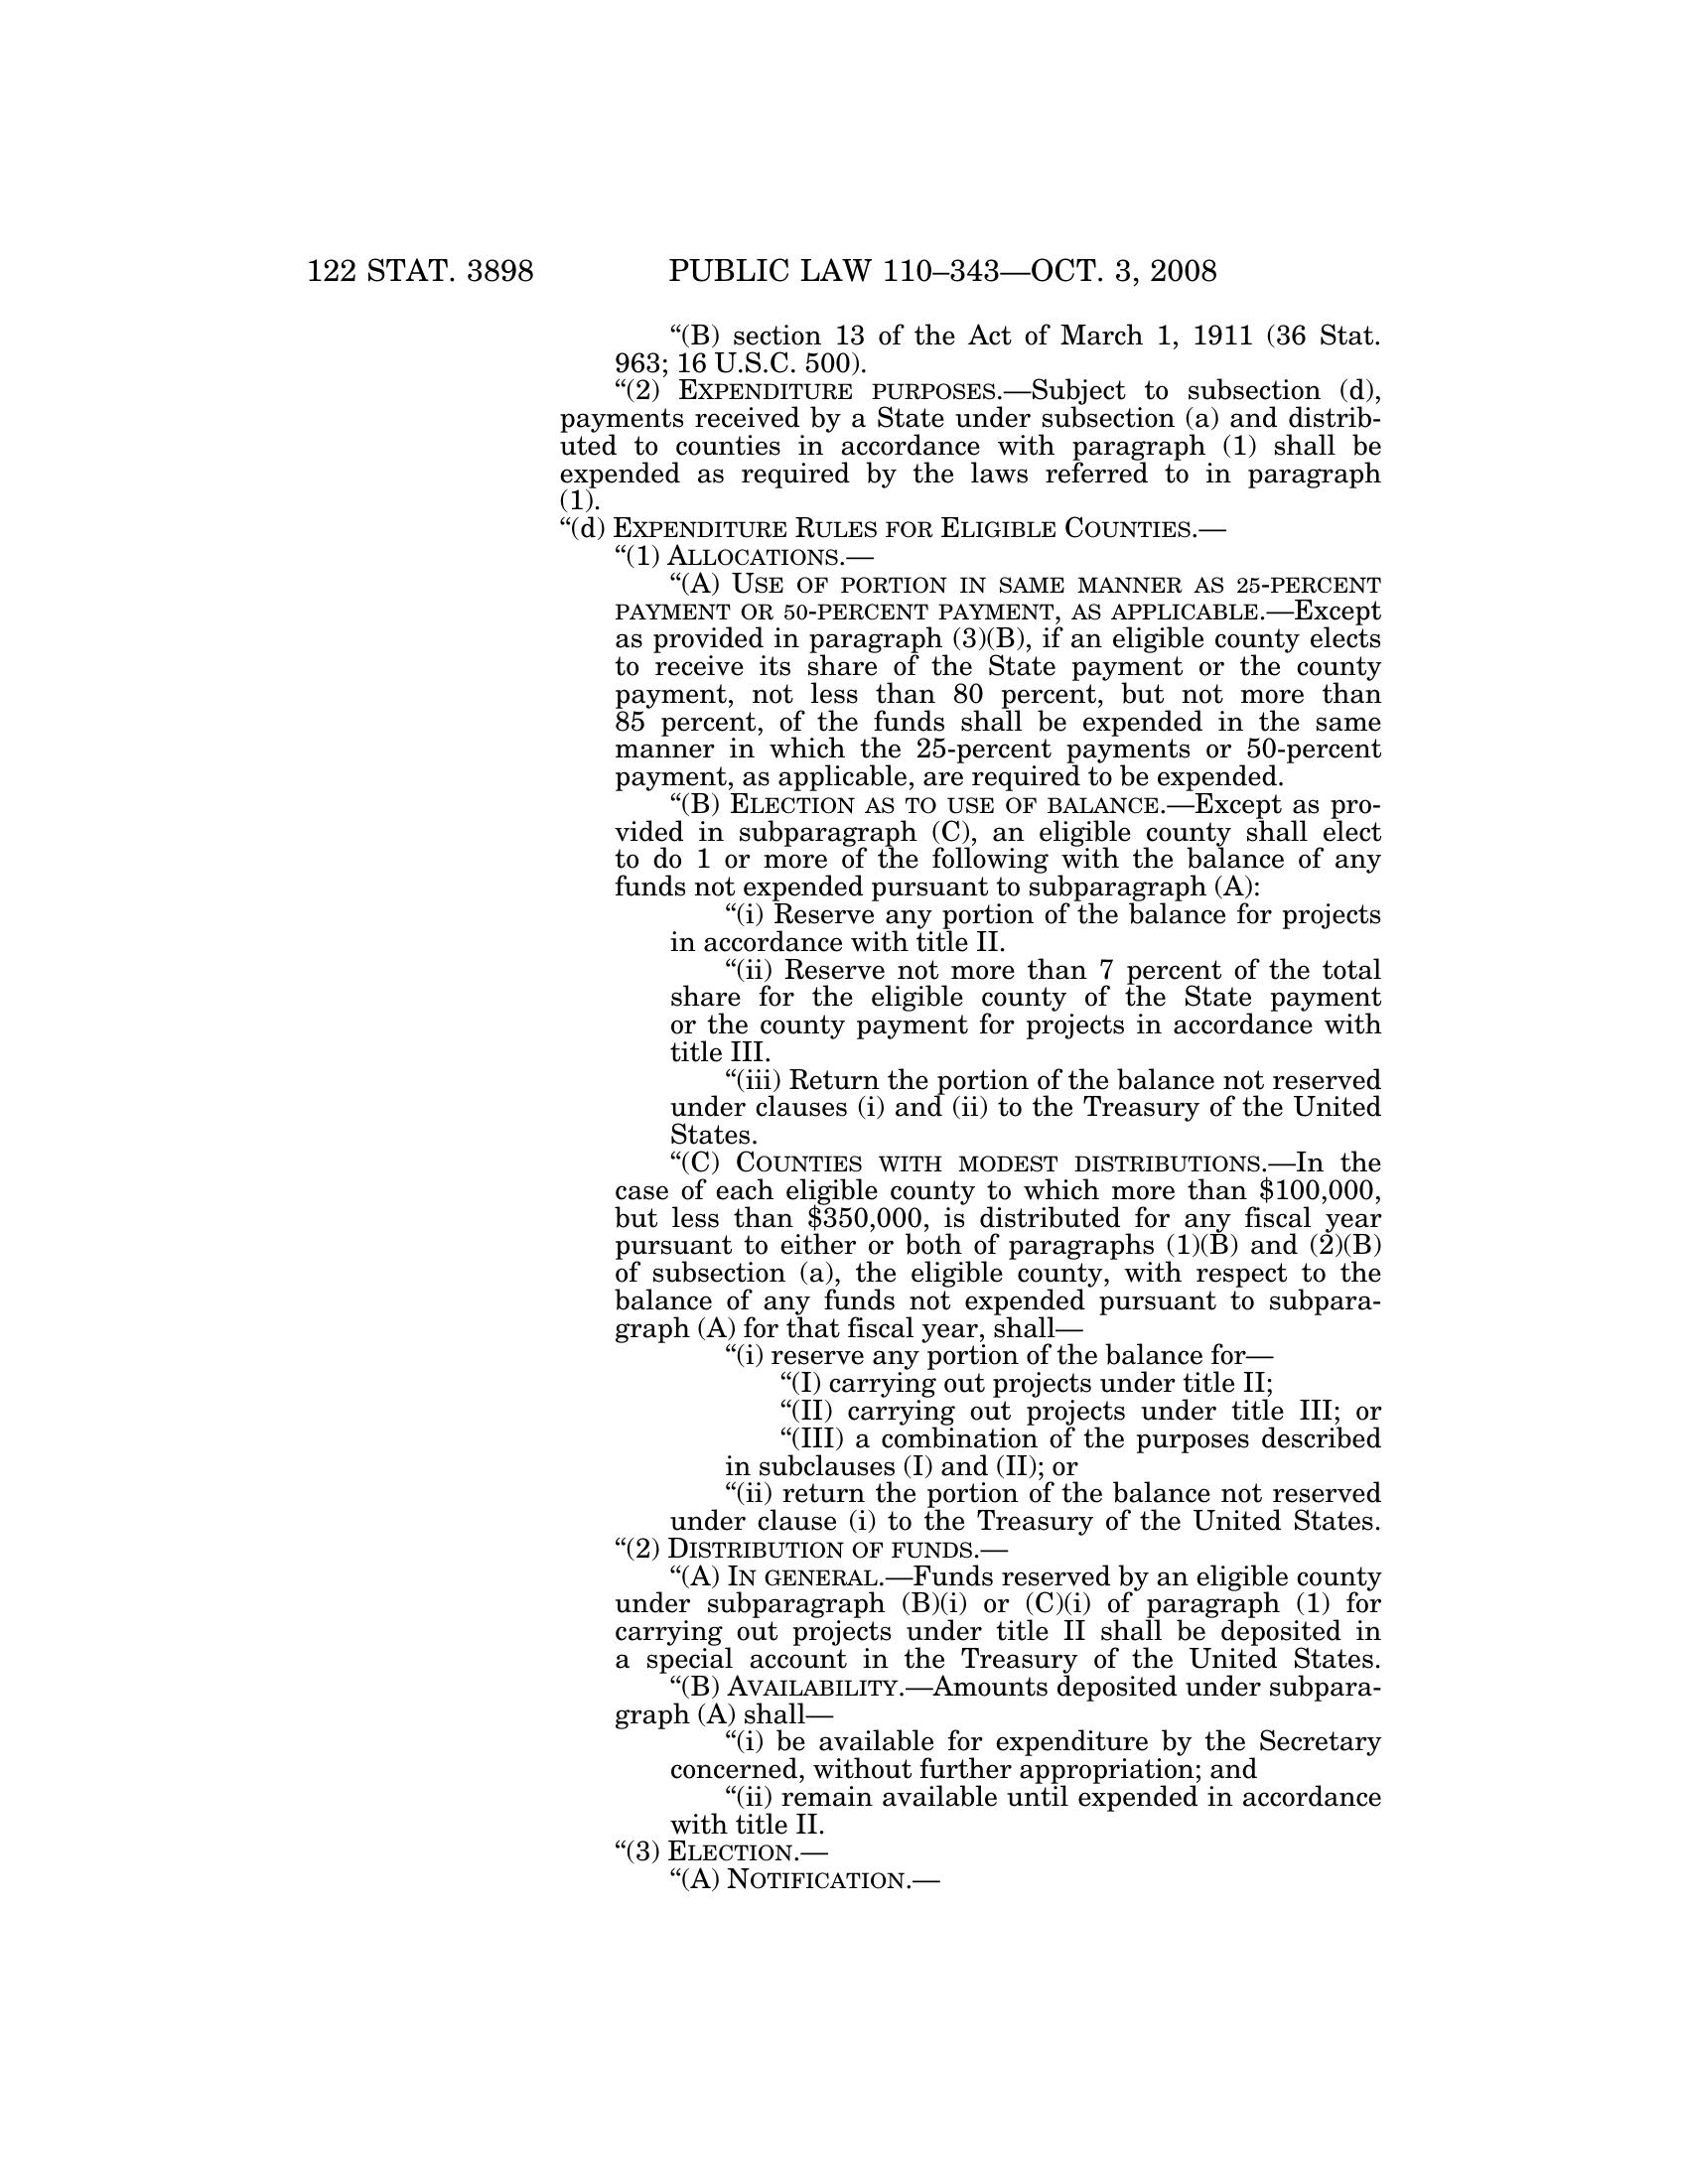 122 STAT. 3898 PUBLIC LAW 110–343—OCT. 3, 2008
“(B) section 13 of the Act of March 1, 1911 (36 Stat.
963; 16 U.S.C. 500).
“(2) EXPENDITURE PURPOSES.—Subject to subsection (d),
payments received by a State under subsection (a) and distrib-
uted to counties in accordance with paragraph (1) shall be
expended as required by the laws referred to in paragraph
(1).
“(d) EXPENDITURE RULES FOR ELIGIBLE COUNTIES.—
“(1) ALLOCATIONS.—
“(A) USE OF PORTION IN SAME MANNER AS 25-PERCENT
PAYMENT OR 50-PERCENT PAYMENT, AS APPLICABLE.—Except
as provided in paragraph (3)(B), if an eligible county elects
to receive its share of the State payment or the county
payment, not less than 80 percent, but not more than
85 percent, of the funds shall be expended in the same
manner in which the 25-percent payments or 50-percent
payment, as applicable, are required to be expended.
“(B) ELECTION AS TO USE OF BALANCE.—Except as pro-
vided in subparagraph (C), an eligible county shall elect
to do 1 or more of the following with the balance of any
funds not expended pursuant to subparagraph (A):
“(i) Reserve any portion of the balance for projects
in accordance with title II.
“(ii) Reserve not more than 7 percent of the total
share for the eligible county of the State payment
or the county payment for projects in accordance with
title III.
“(iii) Return the portion of the balance not reserved
under clauses (i) and (ii) to the Treasury of the United
States.
“(C) COUNTIES WITH MODEST DISTRIBUTIONS.—In the
case of each eligible county to which more than $100,000,
but less than $350,000, is distributed for any fiscal year
pursuant to either or both of paragraphs (1)(B) and (2)(B)
of subsection (a), the eligible county, with respect to the
balance of any funds not expended pursuant to subpara-
graph (A) for that fiscal year, shall—
“(i) reserve any portion of the balance for—
“(I) carrying out projects under title II;
“(II) carrying out projects under title III; or
“(III) a combination of the purposes described
in subclauses (I) and (II); or
“(ii) return the portion of the balance not reserved
under clause (i) to the Treasury of the United States.
“(2) DISTRIBUTION OF FUNDS.—
“(A) IN GENERAL.—Funds reserved by an eligible county
under subparagraph (B)(i) or (C)(i) of paragraph (1) for
carrying out projects under title II shall be deposited in
a special account in the Treasury of the United States.
“(B) AVAILABILITY.—Amounts deposited under subpara-
graph (A) shall—
“(i) be available for expenditure by the Secretary
concerned, without further appropriation; and
“(ii) remain available until expended in accordance
with title II.
“(3) ELECTION.—
“(A) NOTIFICATION.—